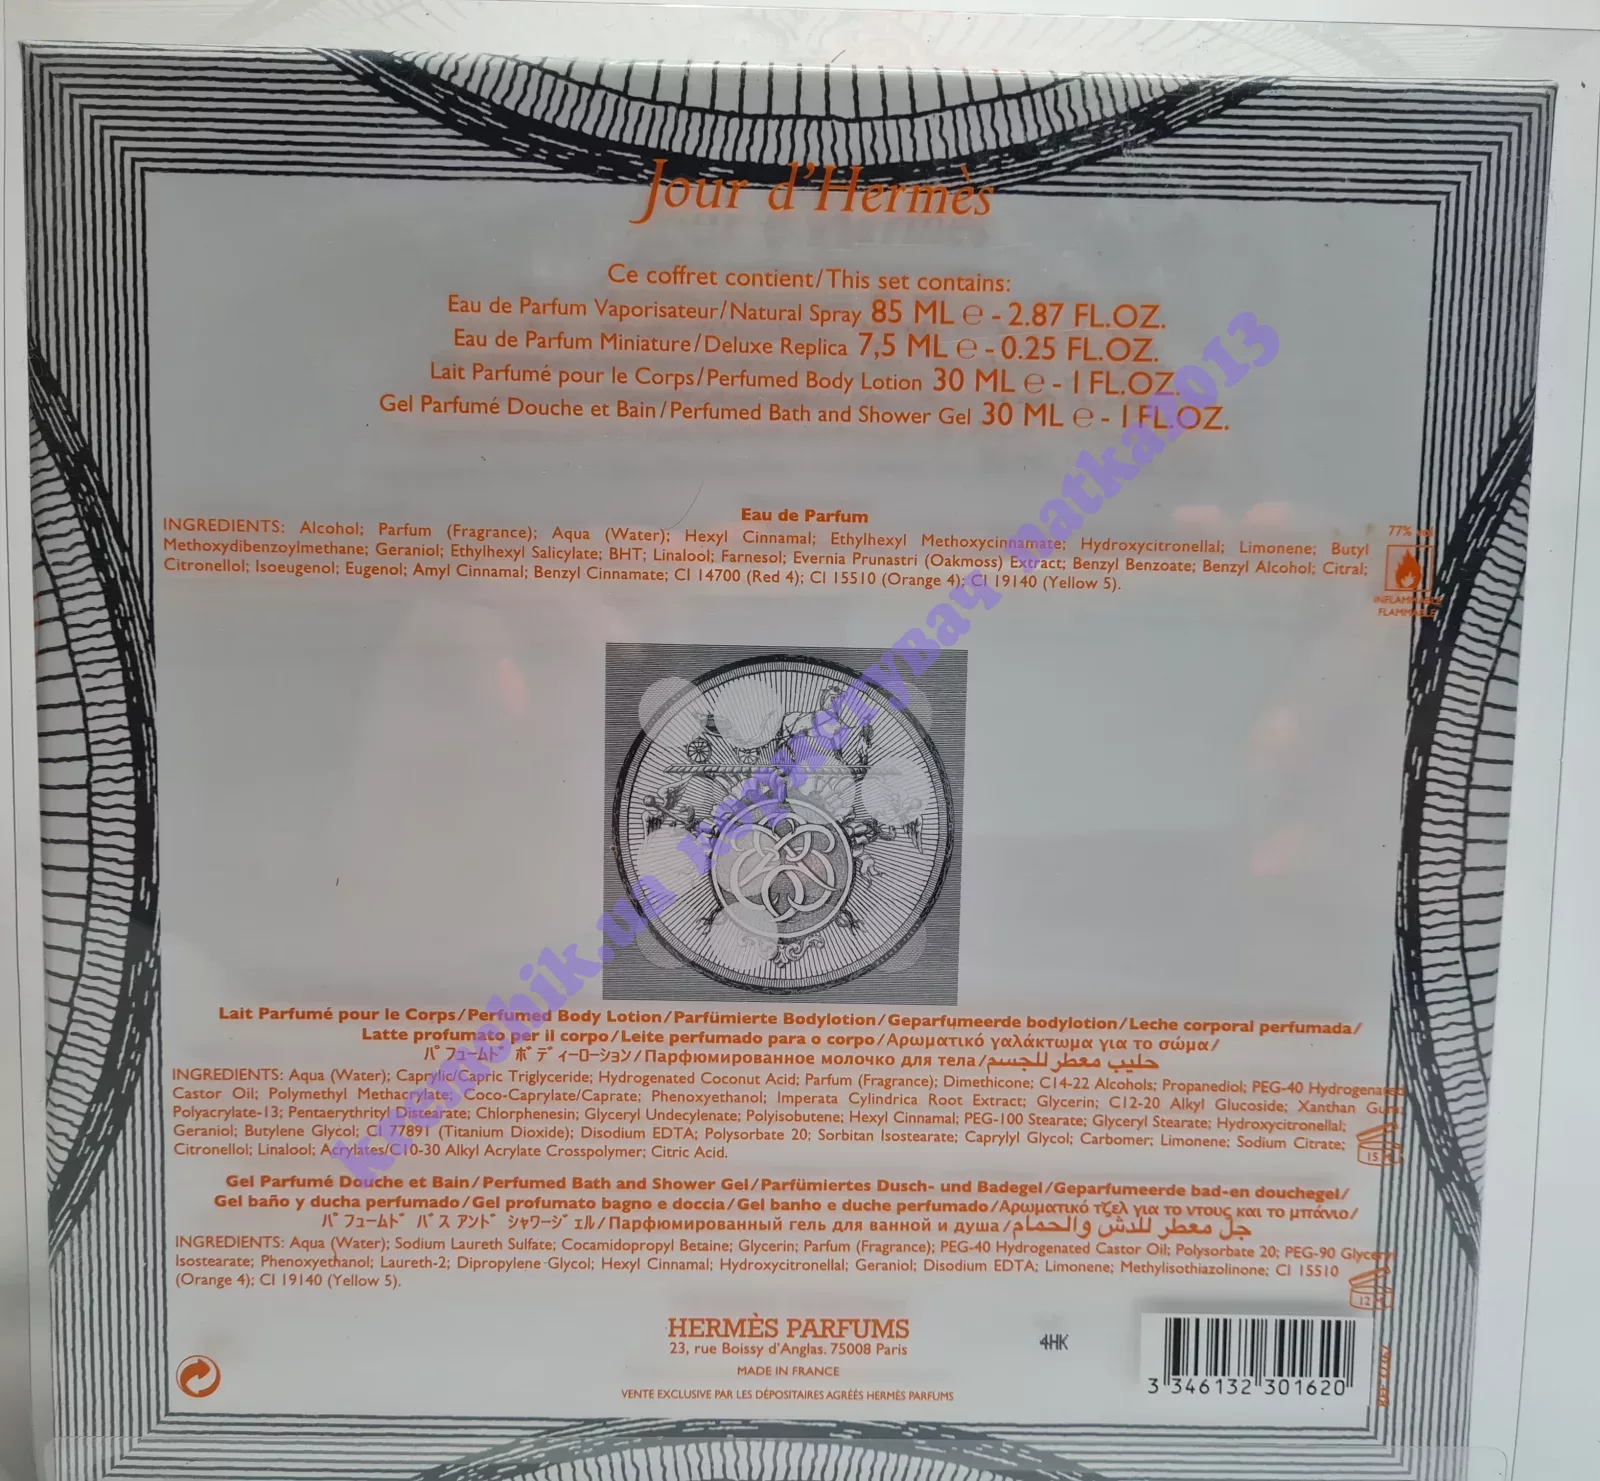 Jour d'Hermès
Ce coffret contient/This set contains:
Eau de Parfum Vaporisateur/Natural Spray 85 ML ℮ - 2.87 FL.OZ.
Eau de Parfum Miniature/Deluxe Replica 7,5 ML ℮ - 0.25 FL.OZ.
Lait Parfumé pour le Corps/Perfumed Body Lotion 30 ML ℮ - 1 FL.OZ.
Gel Parfumé Douche et Bain/Perfumed Bath and Shower Gel 30 ML ℮ - 1 FL.OZ.
Eau de Parfum
INGREDIENTS: Alcohol; Parfum (Fragrance); Aqua (Water); Hexyl Cinnamal; Ethylhexyl Methoxycinnamate; Hydroxycitronellal; Limonene; Butyl
Methoxydibenzoylmethane; Geraniol; Ethylhexyl Salicylate; BHT; Linalool; Farnesol; Evernia Prunastri (Oakmoss) Extract; Benzyl Benzoate; Benzyl Alcohol; Citral;
Citronellol; Isoeugenol; Eugenol; Amyl Cinnamal; Benzyl Cinnamate; CI 14700 (Red 4); CI 15510 (Orange 4); CI 19140 (Yellow 5).
77% vol
INFLAMMABLE
FLAMMABLE
Lait Parfumé pour le Corps/Perfumed Body Lotion/Parfümierte Bodylotion/Geparfumeerde bodylotion/Leche corporal perfumada/
Latte profumato per il corpo/Leite perfumado para o corpo/Αρωματικό γαλάκτωμα για το σώμα/
パフュームド ボディーローション/Парфюмированное молочко для тела/حليب معطر للجسم
INGREDIENTS: Aqua (Water); Caprylic/Capric Triglyceride; Hydrogenated Coconut Acid; Parfum (Fragrance); Dimethicone; C14-22 Alcohols; Propanediol; PEG-40 Hydrogenated
Castor Oil; Polymethyl Methacrylate; Coco-Caprylate/Caprate; Phenoxyethanol; Imperata Cylindrica Root Extract; Glycerin; C12-20 Alkyl Glucoside; Xanthan Gum;
Polyacrylate-13; Pentaerythrityl Distearate; Chlorphenesin; Glyceryl Undecylenate; Polyisobutene; Hexyl Cinnamal; PEG-100 Stearate; Glyceryl Stearate; Hydroxycitronellal;
Geraniol; Butylene Glycol; CI 77891 (Titanium Dioxide); Disodium EDTA; Polysorbate 20; Sorbitan Isostearate; Caprylyl Glycol; Carbomer; Limonene; Sodium Citrate;
Citronellol; Linalool; Acrylates/C10-30 Alkyl Acrylate Crosspolymer; Citric Acid.
15 M
Gel Parfumé Douche et Bain/Perfumed Bath and Shower Gel/Parfümiertes Dusch- und Badegel/Geparfumeerde bad-en douchegel/
Gel baño y ducha perfumado/Gel profumato bagno e doccia/Gel banho e duche perfumado/Αρωματικό τζελ για το ντους και το μπάνιο/
パフュームド バス アンド シャワージェル/Парфюмированный гель для ванной и душа/جل معطر للدش والحمام
INGREDIENTS: Aqua (Water); Sodium Laureth Sulfate; Cocamidopropyl Betaine; Glycerin; Parfum (Fragrance); PEG-40 Hydrogenated Castor Oil; Polysorbate 20; PEG-90 Glyceryl
Isostearate; Phenoxyethanol; Laureth-2; Dipropylene Glycol; Hexyl Cinnamal; Hydroxycitronellal; Geraniol; Disodium EDTA; Limonene; Methylisothiazolinone; CI 15510
(Orange 4); CI 19140 (Yellow 5).
12 M
HERMÈS PARFUMS
23, rue Boissy d'Anglas. 75008 Paris
MADE IN FRANCE
VENTE EXCLUSIVE PAR LES DÉPOSITAIRES AGRÉÉS HERMÈS PARFUMS
4HK
3 346132 301620